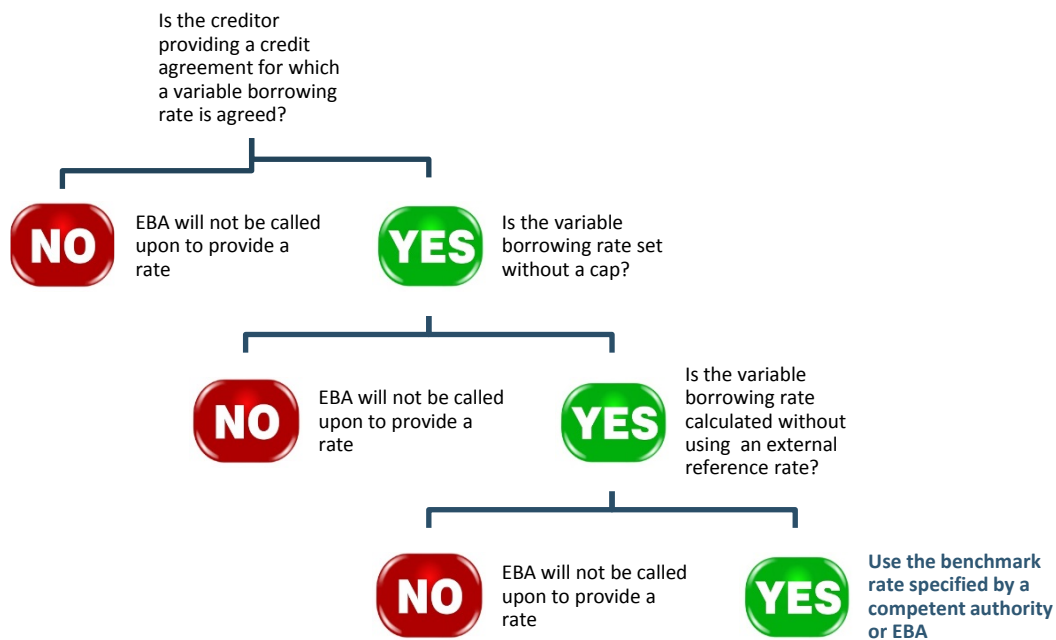 Is the creditor
providing a credit
agreement for which
a variable borrowing
rate is agreed?
NO
EBA will not be called
upon to provide a
rate
YES
Is the variable
borrowing rate set
without a cap?
NO
EBA will not be called
upon to provide a
rate
YES
Is the variable
borrowing rate
calculated without
using an external
reference rate?
NO
EBA will not be called
upon to provide a
rate
YES
Use the benchmark
rate specified by a
competent authority
or EBA